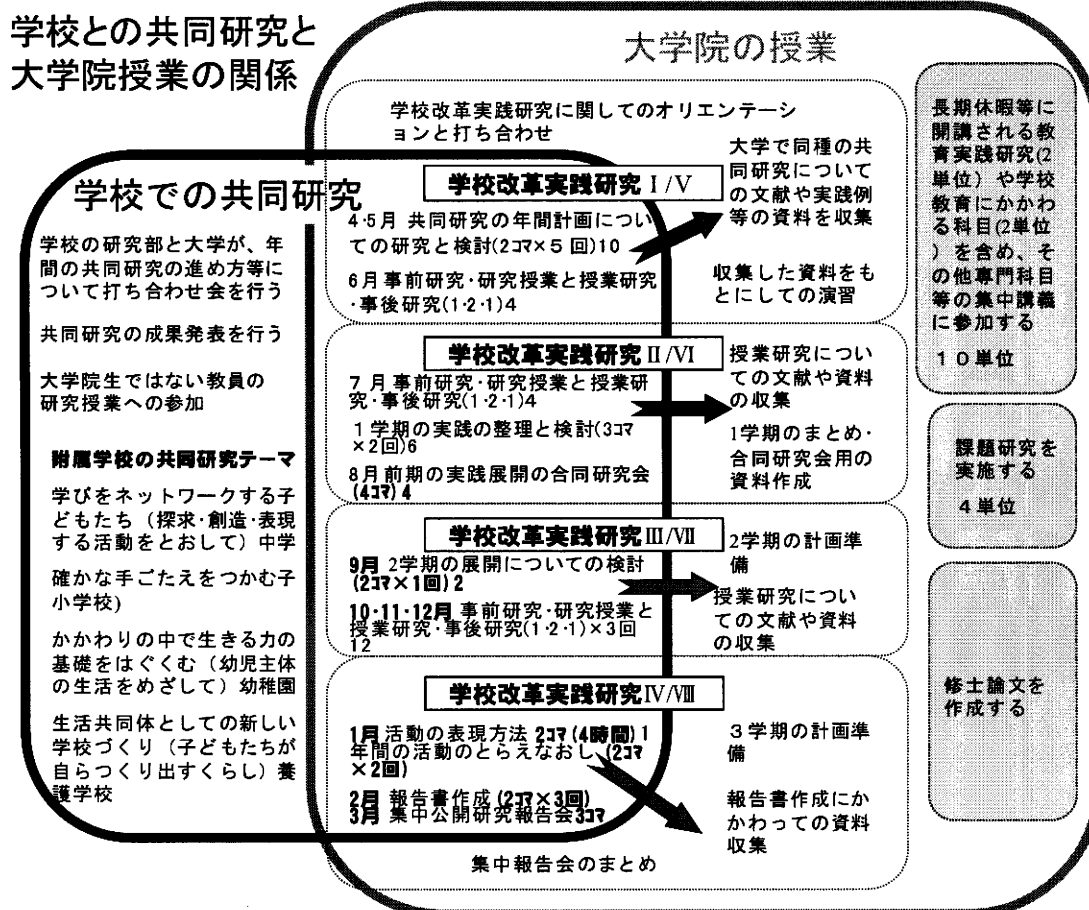 学校との共同研究と
大学院授業の関係
大学院の授業
学校改革実践研究に関してのオリエンテーシ
ョンと打ち合わせ
学校での共同研究
学校の研究部と大学が、年
間の共同研究の進め方等に
ついて打ち合わせ会を行う
共同研究の成果発表を行う
大学院生ではない教員の
研究授業への参加
附属学校の共同研究テーマ
学びをネットワークする子
どもたち（探求・創造・表現
する活動をとおして）中学
確かな手ごたえをつかむ子
小学校)
かかわりの中で生きる力の
基礎をはぐくむ（幼児主体
の生活をめざして）幼稚園
生活共同体としての新しい
学校づくり（子どもたちが
自らつくり出すくらし）養
護学校
学校改革実践研究Ⅰ/Ⅴ
4・5月 共同研究の年間計画につい
ての研究と検討(2コマ×5回)10
6月事前研究・研究授業と授業研究
・事後研究(1・2・1)4
大学で同種の共
同研究について
の文献や実践例
等の資料を収集
収集した資料をも
とにしての演習
学校改革実践研究Ⅱ/Ⅵ
7月事前研究・研究授業と授業研
究・事後研究(1・2・1)4
1学期の実践の整理と検討(3コマ
×2回)6
8月前期の実践展開の合同研究会
(4コマ)4
授業研究につい
ての文献や資料
の収集
1学期のまとめ・
合同研究会用の
資料作成
学校改革実践研究Ⅲ/Ⅶ
9月 2学期の展開についての検討
(2コマ×1回)2
10・11・12月 事前研究・研究授業と
授業研究・事後研究(1・2・1)×3回
12
2学期の計画準
備
授業研究につい
ての文献や資料
の収集
学校改革実践研究Ⅳ/Ⅷ
1月 活動の表現方法 2コマ(4時間)1
年間の活動のとらえなおし (2コマ
×2回)
2月 報告書作成(2コマ×3回)
3月 集中公開研究報告会3コマ
集中報告会のまとめ
3学期の計画準
備
報告書作成にか
かわっての資料
収集
長期休暇等に
開講される教
育実践研究(2
単位）や学校
教育にかかわ
る科目(2単位
）を含め、そ
の他専門科目
等の集中講義
に参加する
10単位
課題研究を
実施する
4単位
修士論文を
作成する